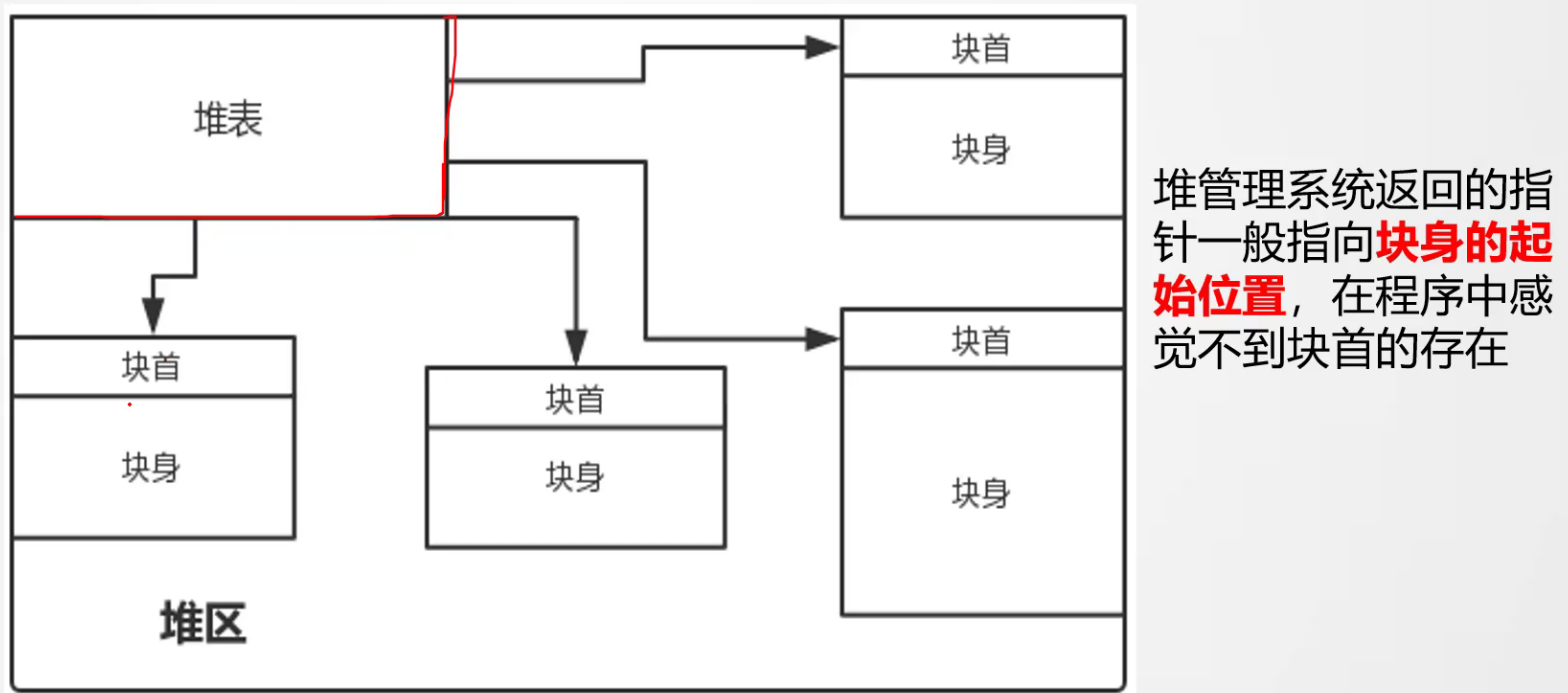 堆表
块首
块身
块首
块身
块首
块身
块首
块身
堆区
堆管理系统返回的指
针一般指向块身的起
始位置，在程序中感
觉不到块首的存在